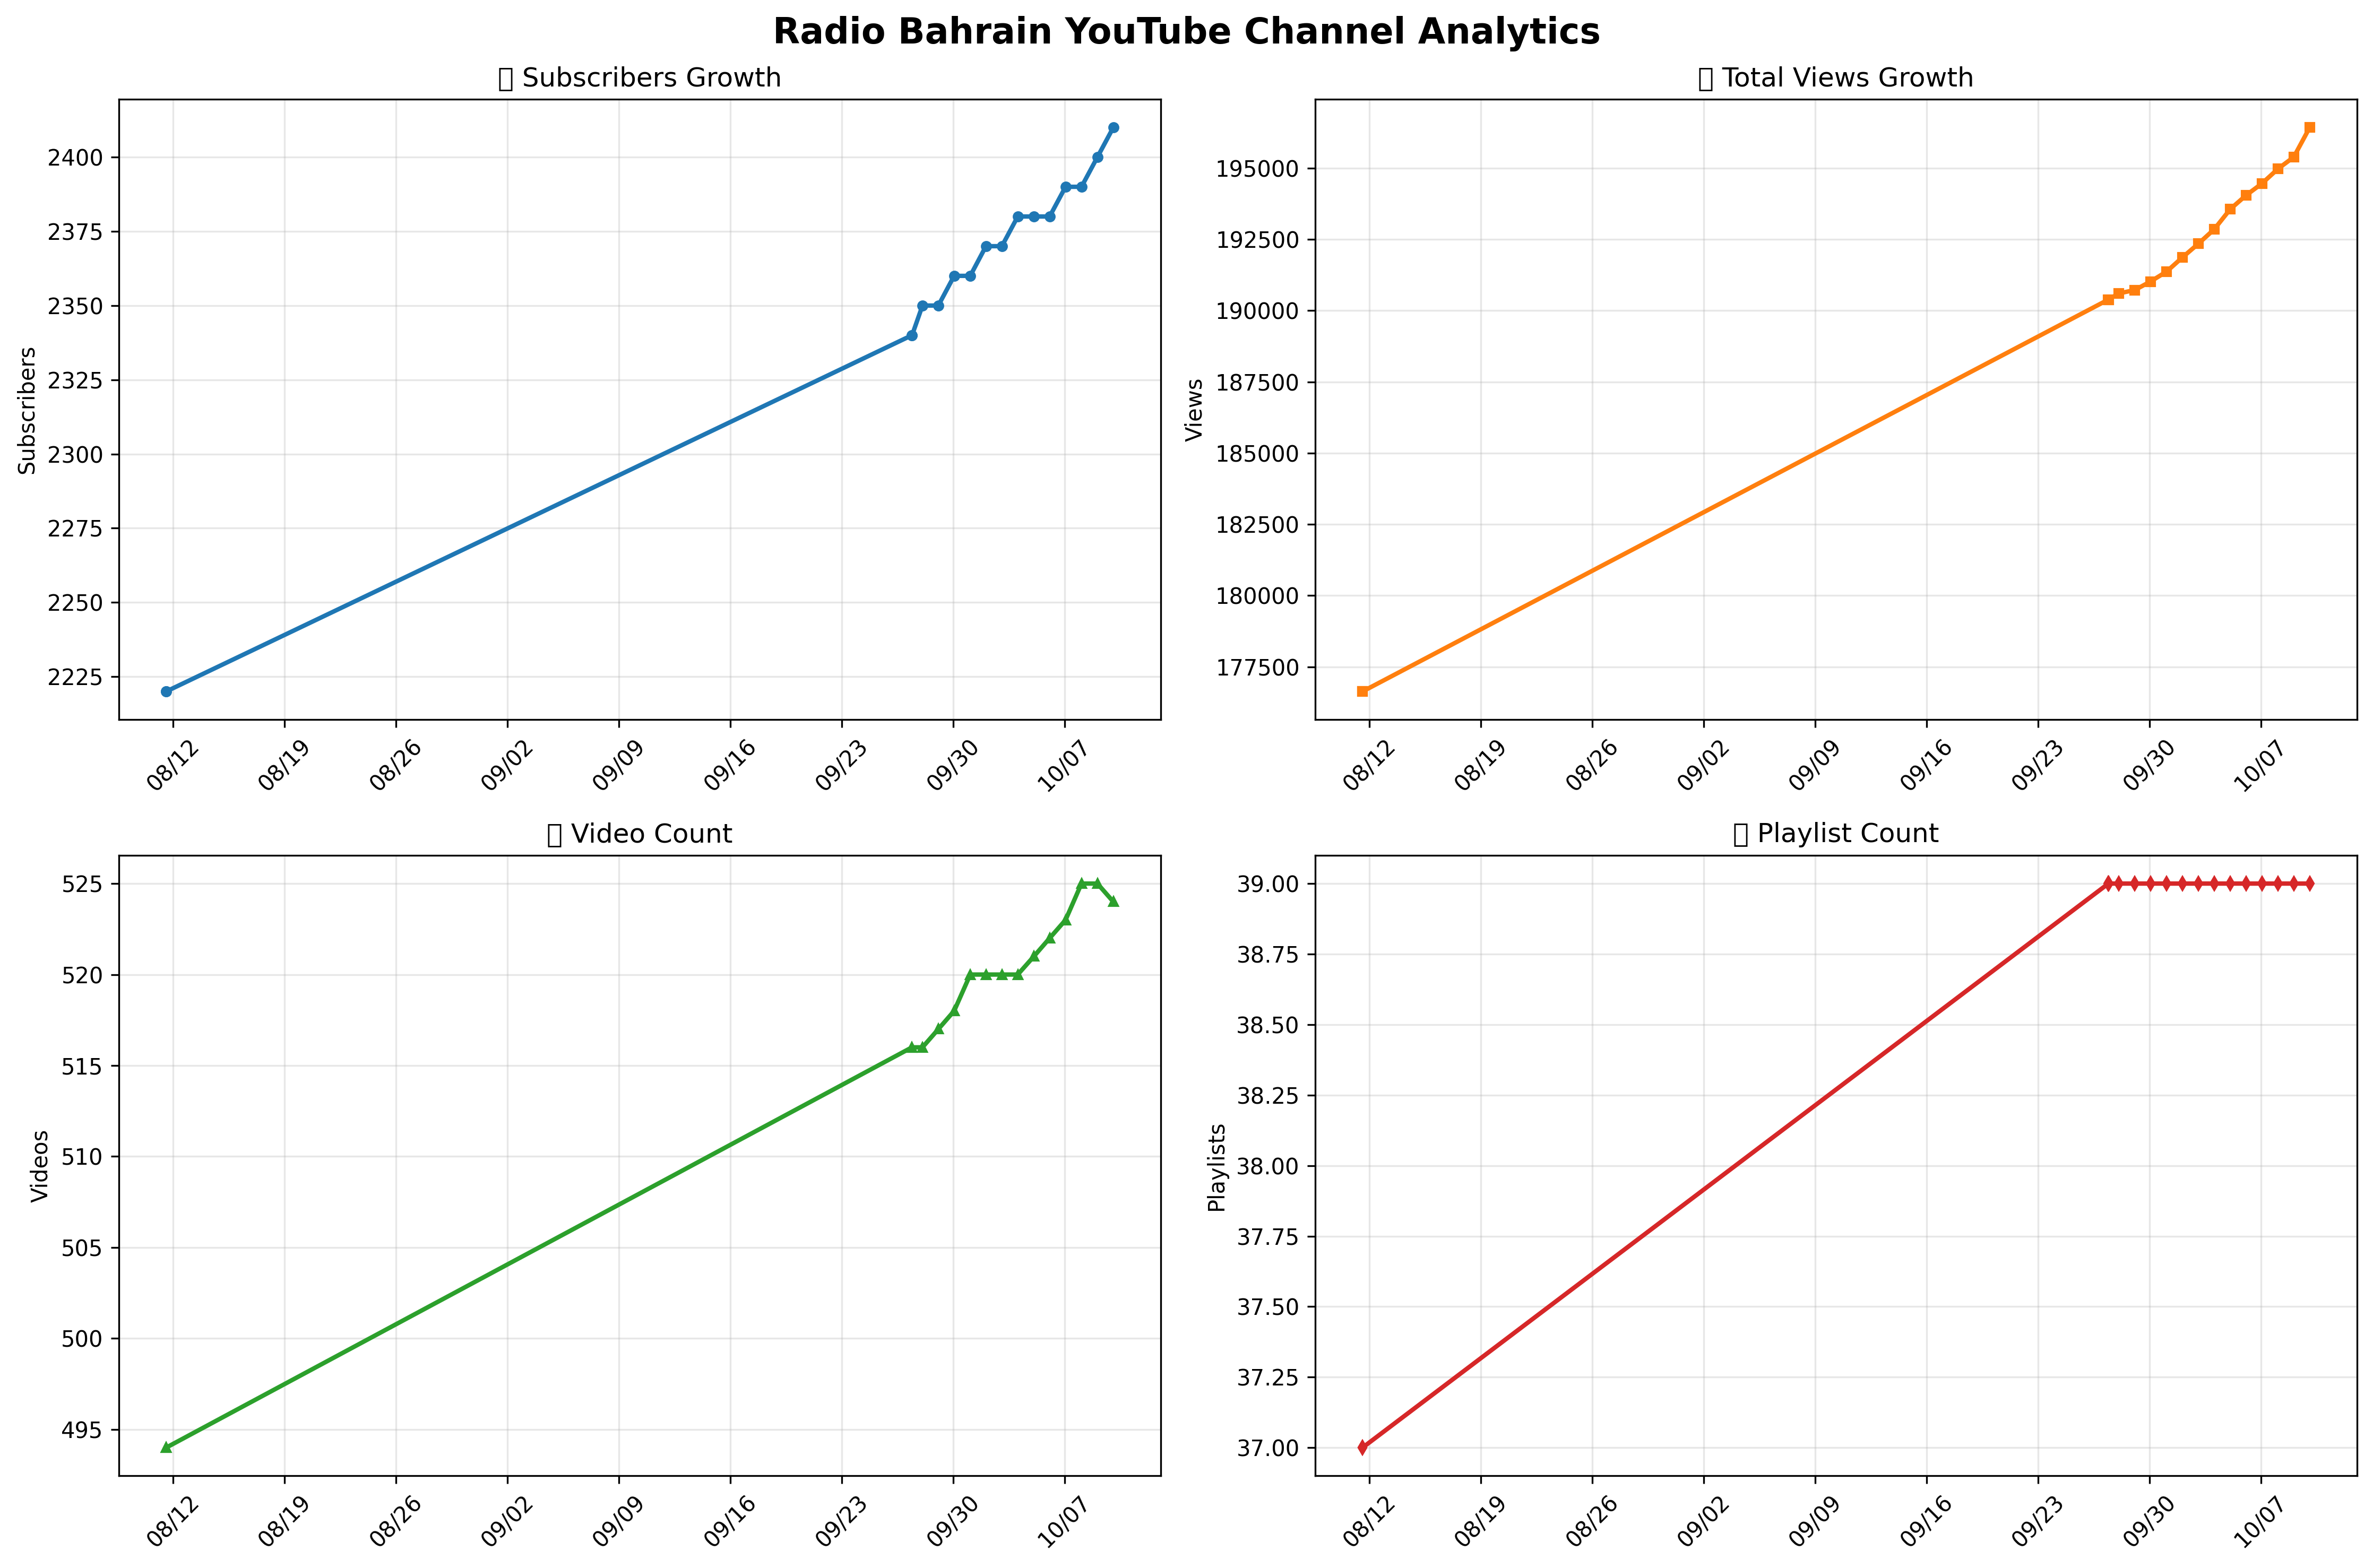 Radio Bahrain YouTube Channel Analytics
Subscribers Growth
Subscribers
2400
2375
2350
2325
2300
2275
2250
2225
08/12 08/19 08/26 09/02 09/09 09/16 09/23 09/30 10/07
Total Views Growth
Views
195000
192500
190000
187500
185000
182500
180000
177500
08/12 08/19 08/26 09/02 09/09 09/16 09/23 09/30 10/07
Video Count
Videos
525
520
515
510
505
500
495
08/12 08/19 08/26 09/02 09/09 09/16 09/23 09/30 10/07
Playlist Count
Playlists
39.00
38.75
38.50
38.25
38.00
37.75
37.50
37.25
37.00
08/12 08/19 08/26 09/02 09/09 09/16 09/23 09/30 10/07